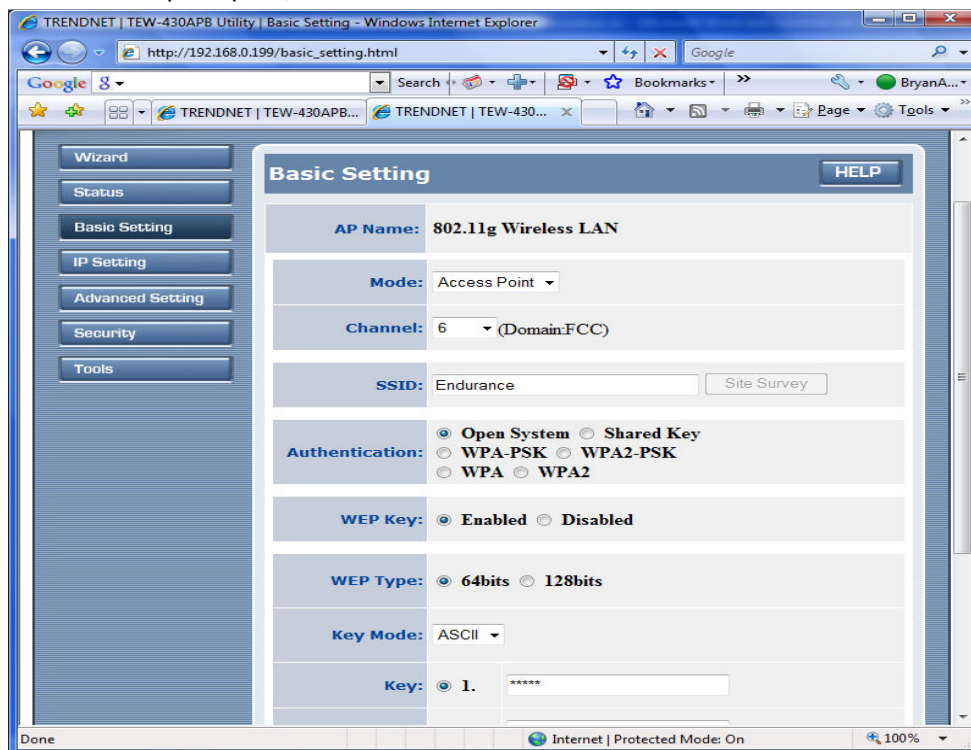 TRENDNET | TEW-430APB Utility | Basic Setting - Windows Internet Explorer
http://192.168.0.199/basic_setting.html
Google
Google
Search
Bookmarks
»
BryanA...
TRENDNET | TEW-430APB...
TRENDNET | TEW-430...
Page
Tools
»
Wizard
Status
Basic Setting
IP Setting
Advanced Setting
Security
Tools
Basic Setting
HELP
AP Name: 802.11g Wireless LAN
Mode: Access Point
Channel: 6 (Domain:FCC)
SSID: Endurance Site Survey
Authentication: Open System Shared Key
WPA-PSK WPA2-PSK
WPA WPA2
WEP Key: Enabled Disabled
WEP Type: 64bits 128bits
Key Mode: ASCII
Key: 1. *****
Done
Internet | Protected Mode: On
100%